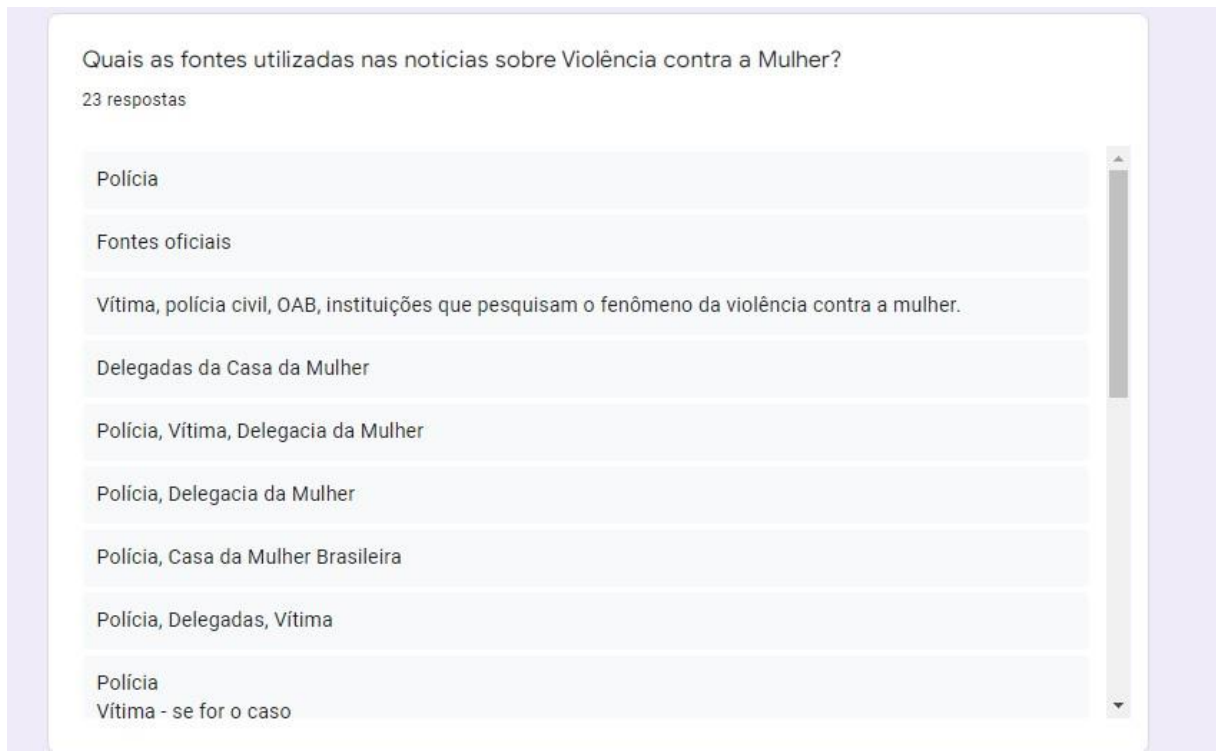 Quais as fontes utilizadas nas noticias sobre Violência contra a Mulher?
23 respostas
Polícia
Fontes oficiais
Vítima, polícia civil, OAB, instituições que pesquisam o fenômeno da violência contra a mulher.
Delegadas da Casa da Mulher
Polícia, Vítima, Delegacia da Mulher
Polícia, Delegacia da Mulher
Polícia, Casa da Mulher Brasileira
Polícia, Delegadas, Vítima
Polícia
Vítima - se for o caso